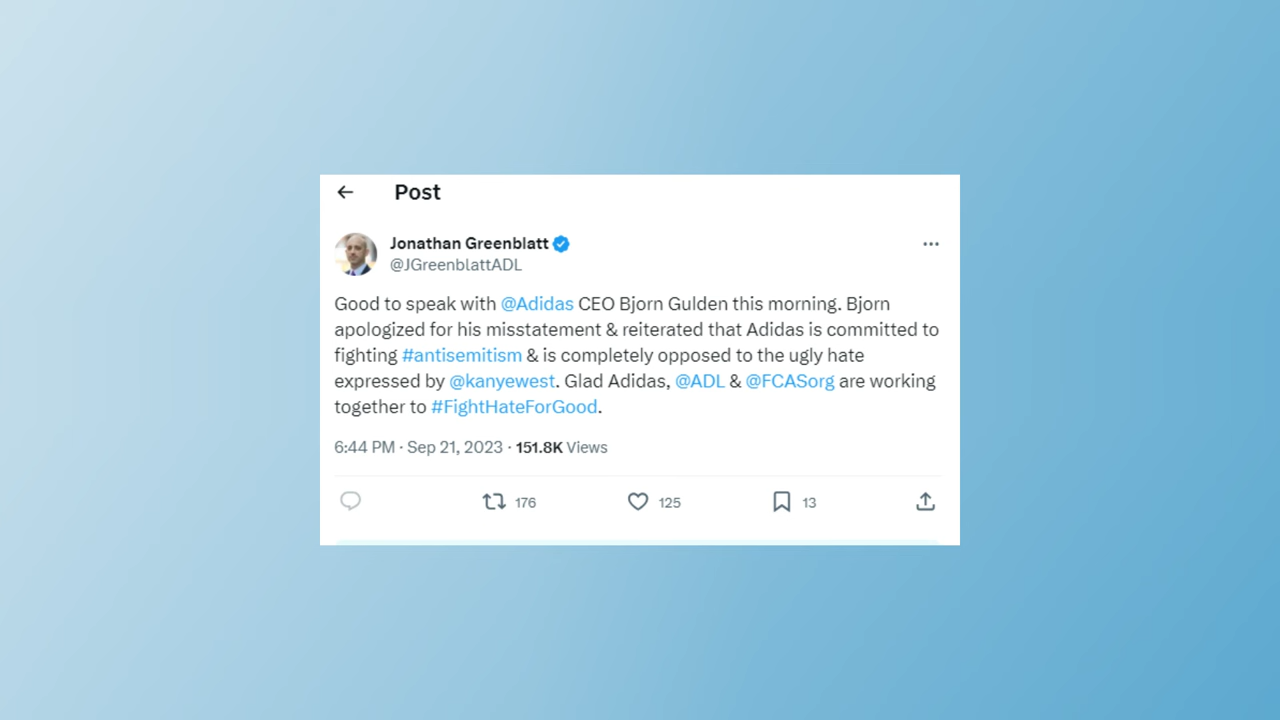 Post
Jonathan Greenblatt
@JGreenblattADL
Good to speak with @Adidas CEO Bjorn Gulden this morning. Bjorn
apologized for his misstatement & reiterated that Adidas is committed to
fighting #antisemitism & is completely opposed to the ugly hate
expressed by @kanyewest. Glad Adidas, @ADL & @FCASorg are working
together to #FightHateForGood.
6:44 PM · Sep 21, 2023 · 151.8K Views
176 125 13